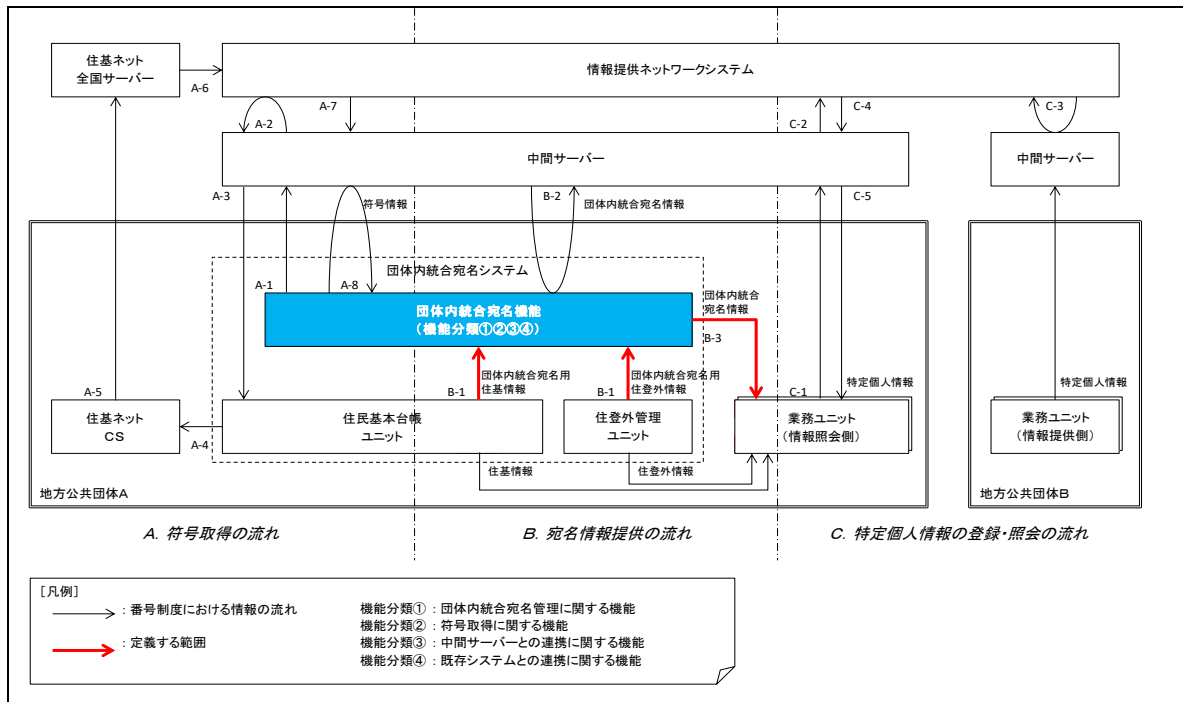 住基ネット
全国サーバー
A-6
情報提供ネットワークシステム
A-2
A-7
C-2
C-4
C-3
中間サーバー
中間サーバー
A-3
符号情報
B-2
団体内統合宛名情報
C-5
団体内統合宛名システム
A-1
A-8
団体内統合宛名機能
(機能分類①②③④)
団体内統合
宛名情報
B-3
A-5
B-1
団体内統合宛名用
住基情報
B-1
団体内統合宛名用
住登外情報
C-1
特定個人情報
特定個人情報
住基ネット
CS
A-4
住民基本台帳
ユニット
住登外管理
ユニット
業務ユニット
(情報照会側)
業務ユニット
(情報提供側)
住基情報
住登外情報
地方公共団体A
地方公共団体B
A. 符号取得の流れ
B. 宛名情報提供の流れ
C. 特定個人情報の登録・照会の流れ
[凡例]
:番号制度における情報の流れ
:定義する範囲
機能分類① :団体内統合宛名管理に関する機能
機能分類② :符号取得に関する機能
機能分類③ :中間サーバーとの連携に関する機能
機能分類④ :既存システムとの連携に関する機能